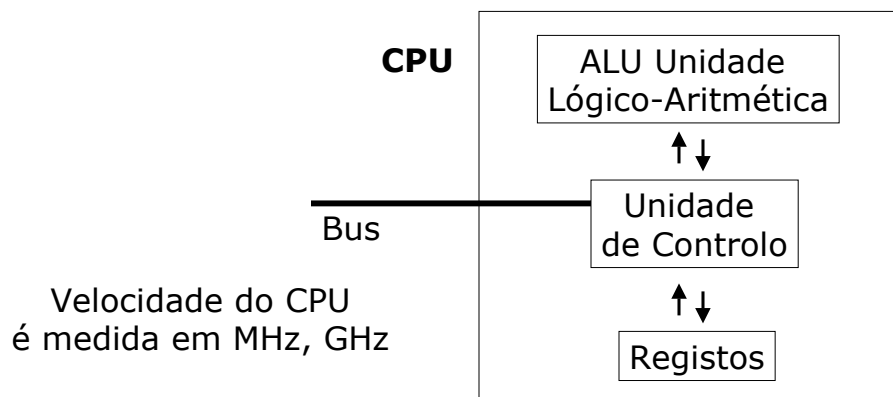 CPU
ALU Unidade
Lógico-Aritmética
Unidade
de Controlo
Bus
Velocidade do CPU
é medida em MHz, GHz
Registos